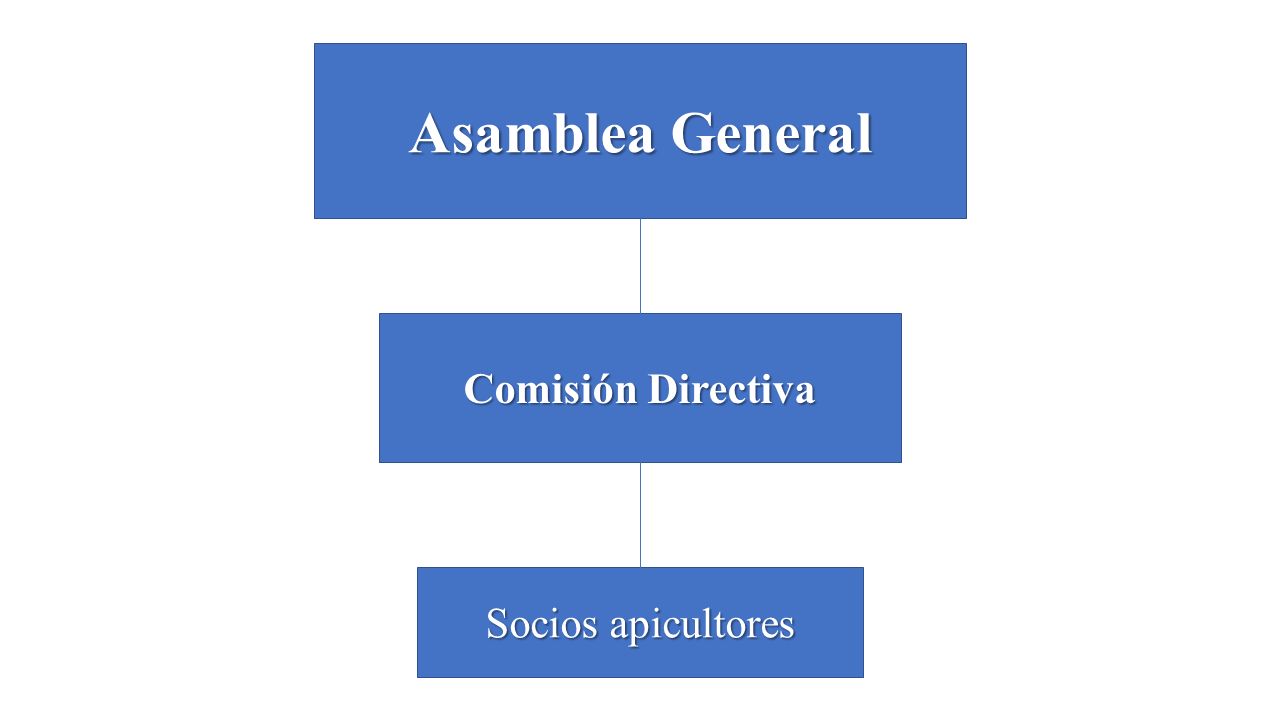 Asamblea General
Comisión Directiva
Socios apicultores